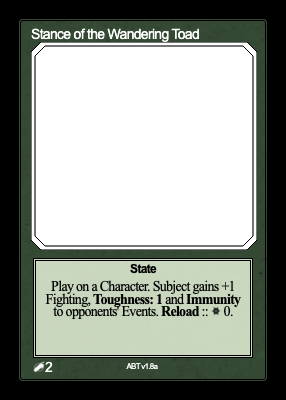 Stance of the Wandering Toad
State
Play on a Character. Subject gains +1
Fighting, Toughness: 1 and Immunity
to opponents' Events. Reload :: ✹ 0.
2
ABT v1.8a